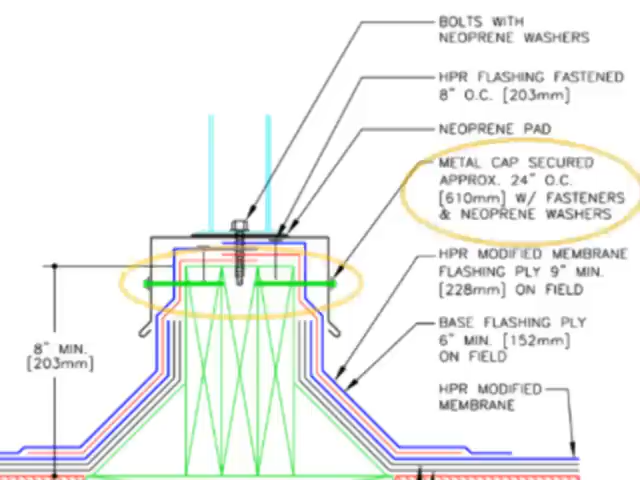 BOLTS WITH
NEOPRENE WASHERS
HPR FLASHING FASTENED
8" O.C. [203mm]
NEOPRENE PAD
METAL CAP SECURED
APPROX. 24" O.C.
[610mm] W/ FASTENERS
& NEOPRENE WASHERS
HPR MODIFIED MEMBRANE
FLASHING PLY 9" MIN.
[228mm] ON FIELD
BASE FLASHING PLY
6" MIN. [152mm]
ON FIELD
8" MIN.
[203mm]
HPR MODIFIED
MEMBRANE